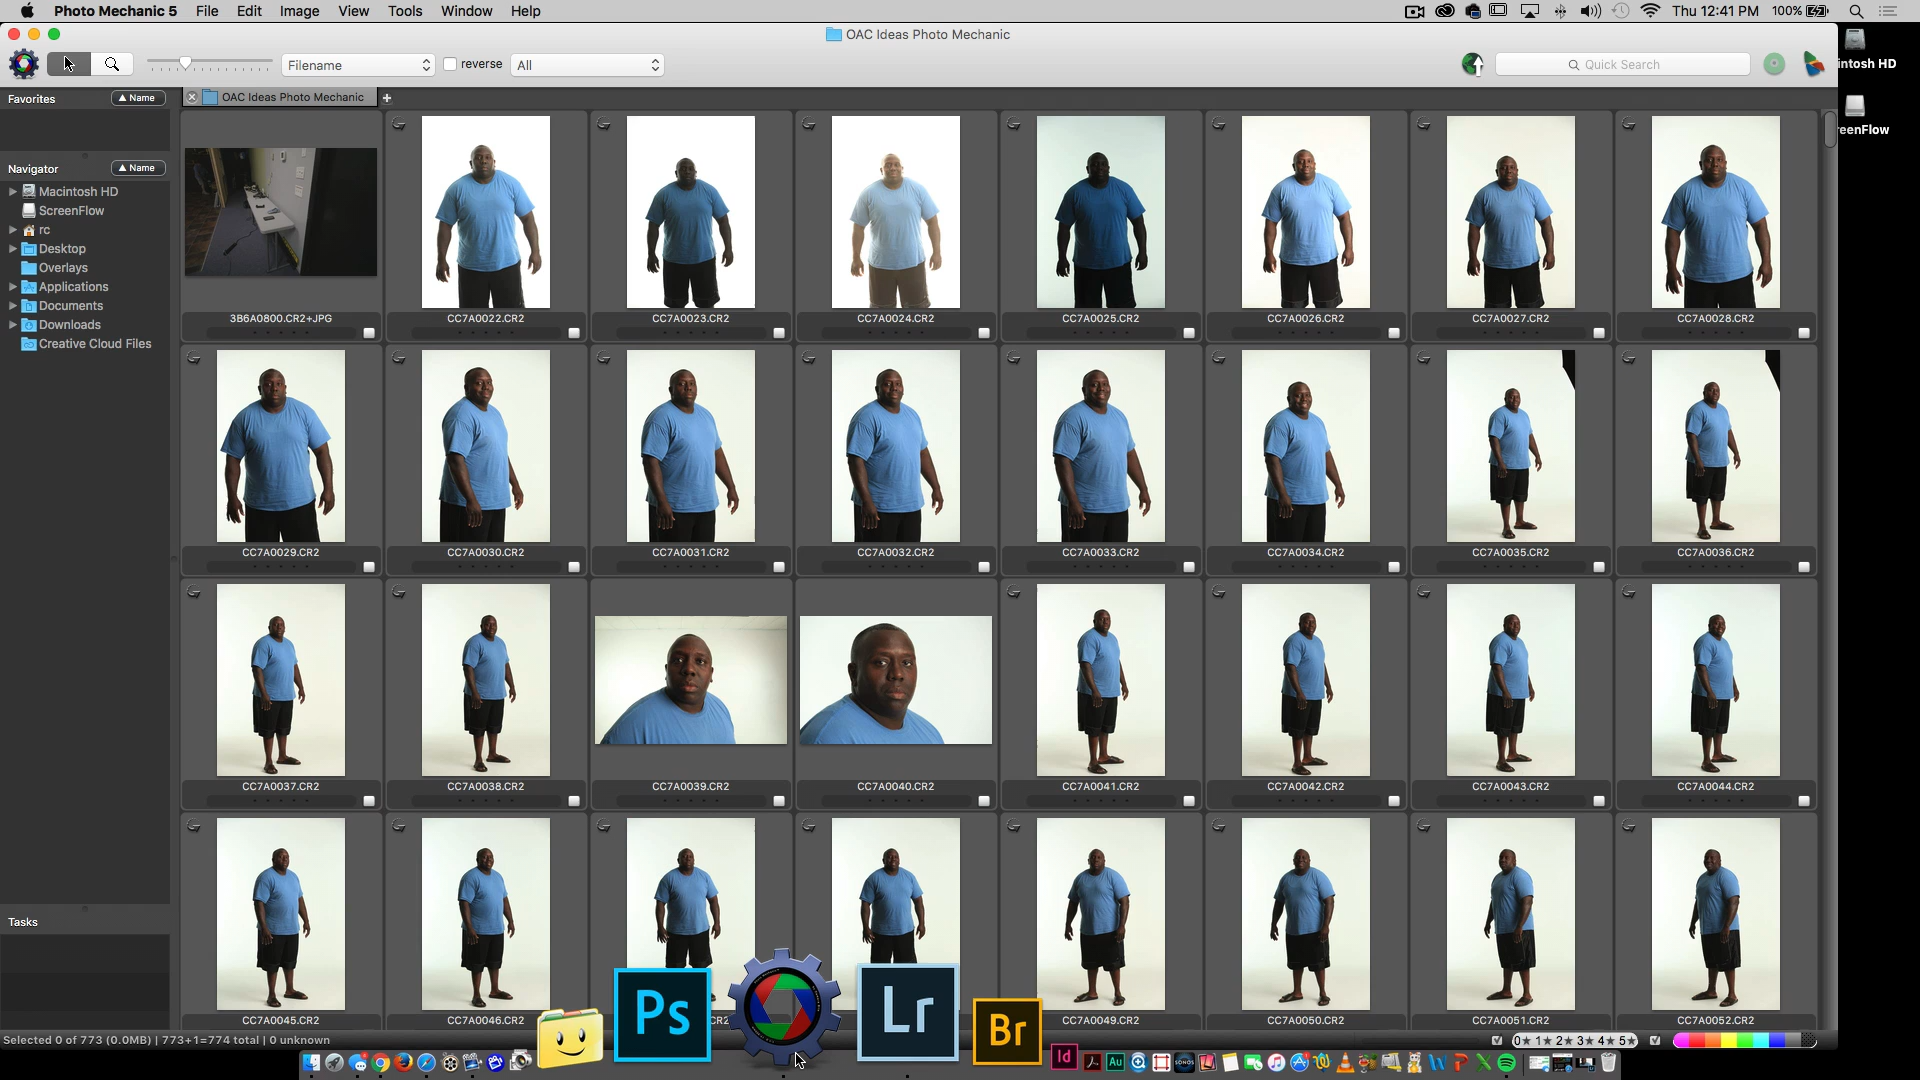 Photo Mechanic 5 File Edit Image View Tools Window Help
Thu 12:41 PM 100%
OAC Ideas Photo Mechanic
Filename reverse All Quick Search
intosh HD
Favorites Name
OAC Ideas Photo Mechanic
reenFlow
Navigator Name
Macintosh HD
ScreenFlow
rc
Desktop
Overlays
Applications
Documents
Downloads
Creative Cloud Files
3B6A0800.CR2+JPG CC7A0022.CR2 CC7A0023.CR2 CC7A0024.CR2 CC7A0025.CR2 CC7A0026.CR2 CC7A0027.CR2 CC7A0028.CR2
CC7A0029.CR2 CC7A0030.CR2 CC7A0031.CR2 CC7A0032.CR2 CC7A0033.CR2 CC7A0034.CR2 CC7A0035.CR2 CC7A0036.CR2
CC7A0037.CR2 CC7A0038.CR2 CC7A0039.CR2 CC7A0040.CR2 CC7A0041.CR2 CC7A0042.CR2 CC7A0043.CR2 CC7A0044.CR2
Tasks
CC7A0045.CR2 CC7A0046.CR2 CR2 CC7A0049.CR2 CC7A0050.CR2 CC7A0051.CR2 CC7A0052.CR2
Ps Lr Br
Selected 0 of 773 (0.0MB) | 773+1=774 total | 0 unknown
0★ 1★ 2★ 3★ 4★ 5★
Id Au